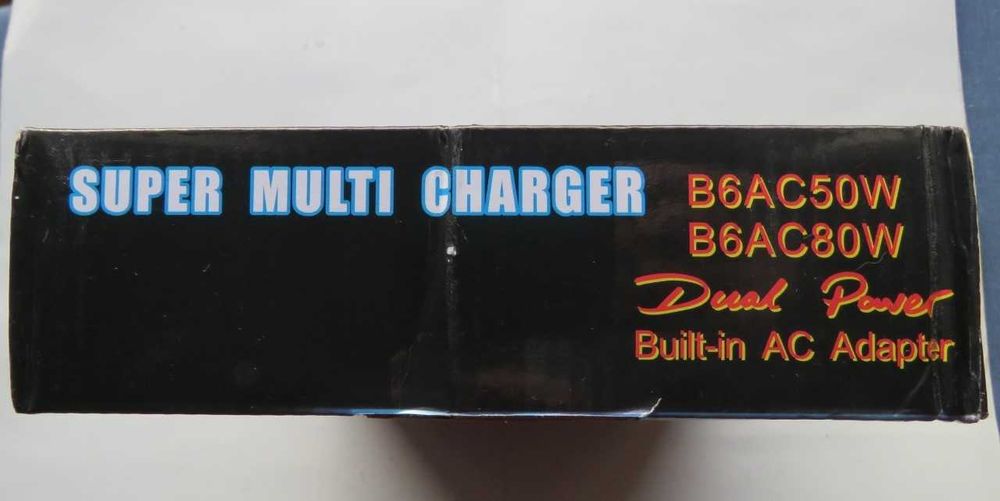 SUPER MULTI CHARGER B6AC50W
B6AC80W
Dual Power
Built-in AC Adapter